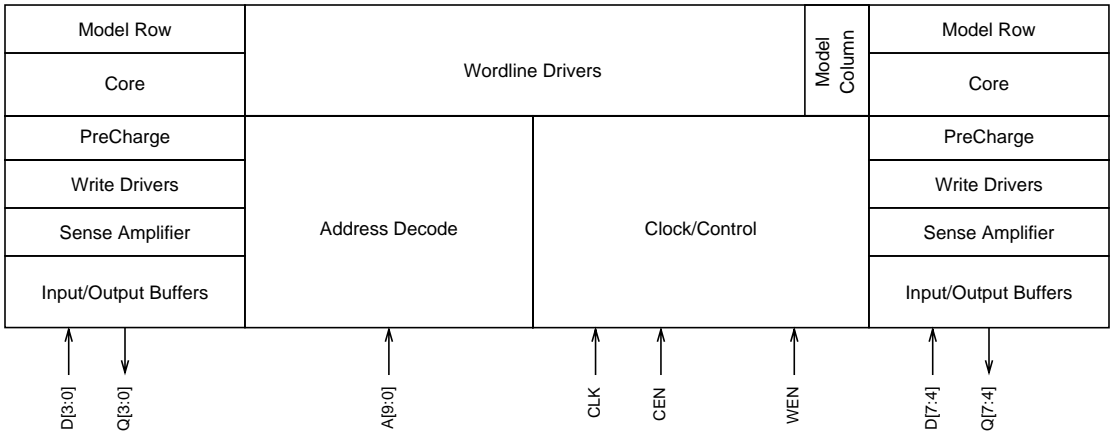 Model Row
Core
PreCharge
Write Drivers
Sense Amplifier
Input/Output Buffers
Wordline Drivers
Model
Column
Address Decode
Clock/Control
Model Row
Core
PreCharge
Write Drivers
Sense Amplifier
Input/Output Buffers
D[3:0]
Q[3:0]
A[9:0]
CLK
CEN
WEN
D[7:4]
Q[7:4]